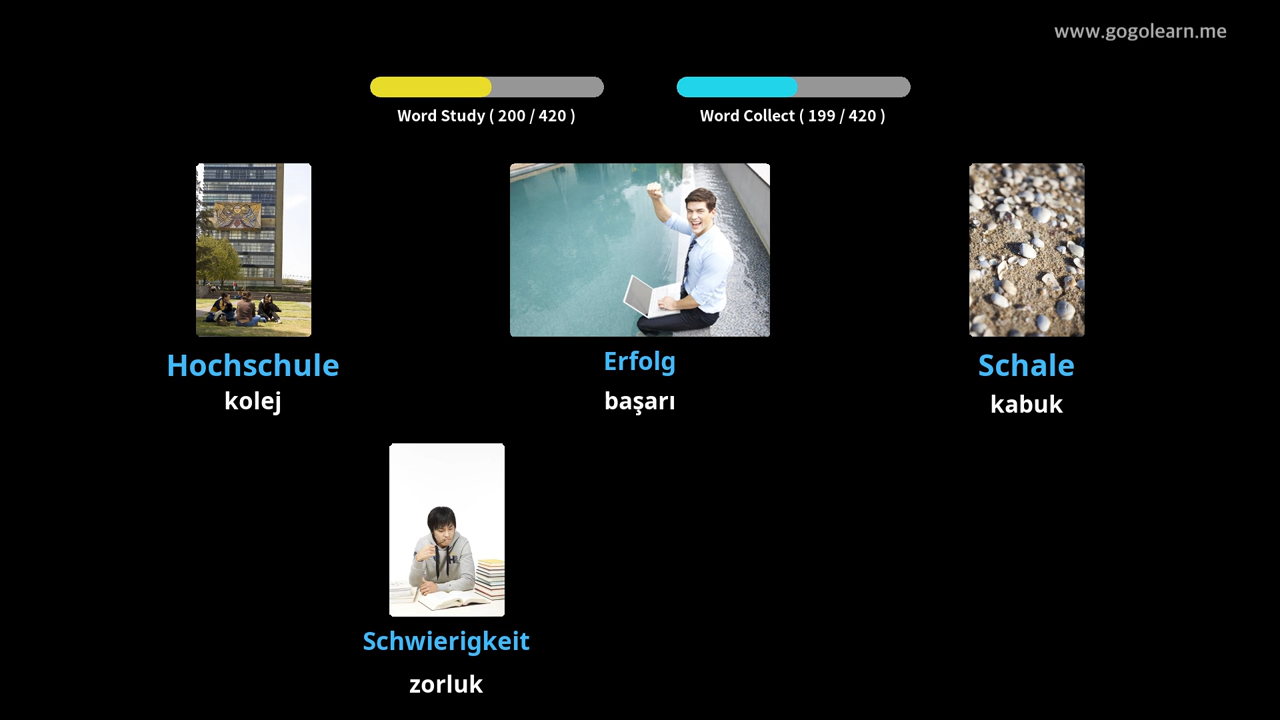 www.gogolearn.me
Word Study ( 200 / 420 )
Word Collect ( 199 / 420 )
Hochschule
kolej
Erfolg
başarı
Schale
kabuk
Schwierigkeit
zorluk